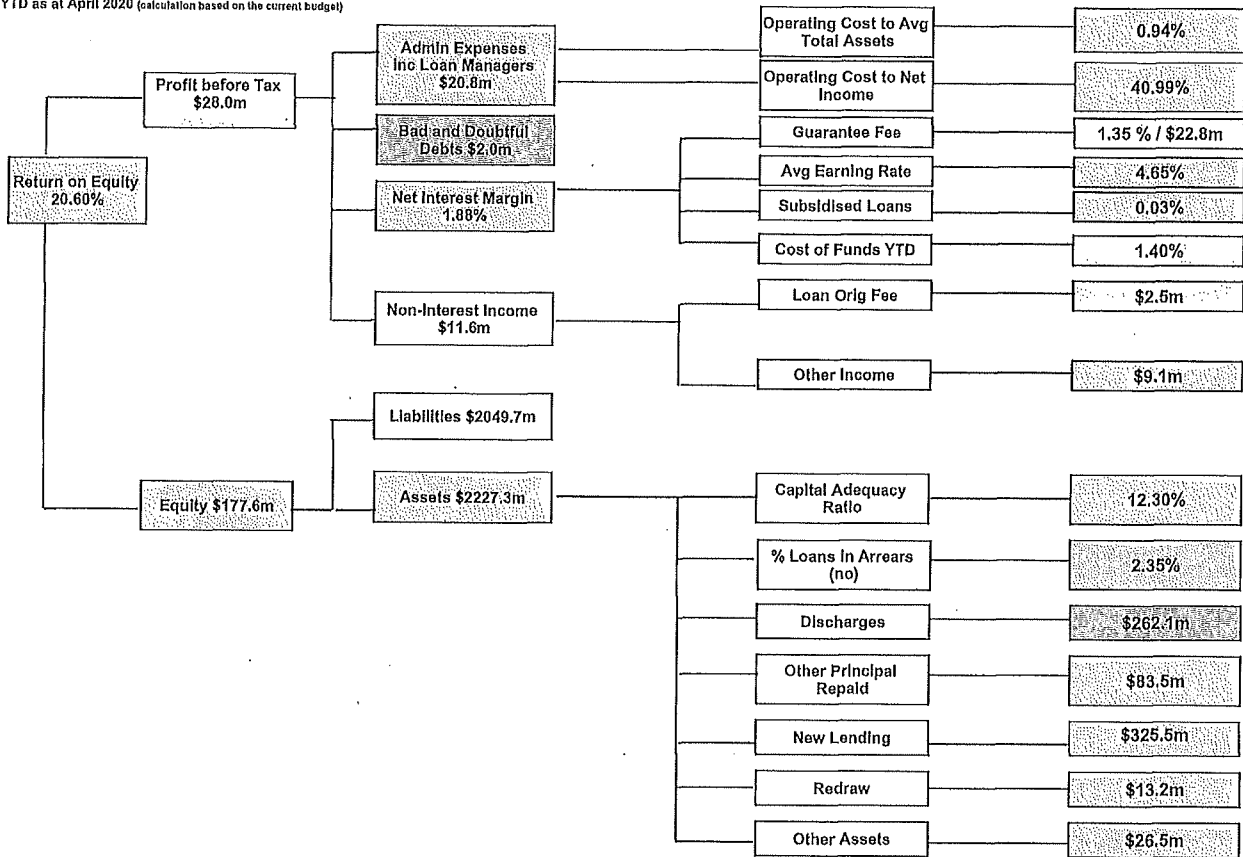 YTD as at April 2020 (calculation based on the current budget)
Operating Cost to Avg
Total Assets
0.94%
Admin Expenses
Inc Loan Managers
$20.8m
Profit before Tax
$28.0m
Operating Cost to Net
Income
40.99%
Bad and Doubtful
Debts $2.0m
Guarantee Fee
1.35 % / $22.8m
Return on Equity
20.60%
Net Interest Margin
1.88%
Avg Earning Rate
4.65%
Subsidised Loans
0.03%
Cost of Funds YTD
1.40%
Non-Interest Income
$11.6m
Loan Orig Fee
$2.5m
Other Income
$9.1m
Liabilities $2049.7m
Equity $177.6m
Assets $2227.3m
Capital Adequacy
Ratio
12.30%
% Loans In Arrears
(no)
2.35%
Discharges
$262.1m
Other Principal
Repaid
$83.5m
New Lending
$325.5m
Redraw
$13.2m
Other Assets
$26.5m